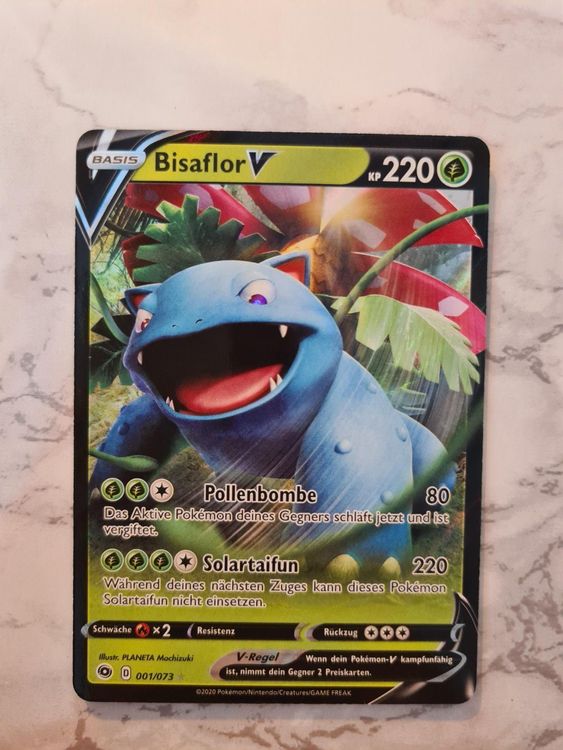 BASIS Bisaflor V KP 220
Pollenbombe 80
Das Aktive Pokémon deines Gegners schläft jetzt und ist
vergiftet.
Solartaifun 220
Während deines nächsten Zuges kann dieses Pokémon
Solartaifun nicht einsetzen.
Schwäche ×2 Resistenz Rückzug
Illustr. PLANETA Mochizuki
V-Regel Wenn dein Pokémon-V kampfunfähig
ist, nimmt dein Gegner 2 Preiskarten.
D 001/073
©2020 Pokémon/Nintendo/Creatures/GAME FREAK